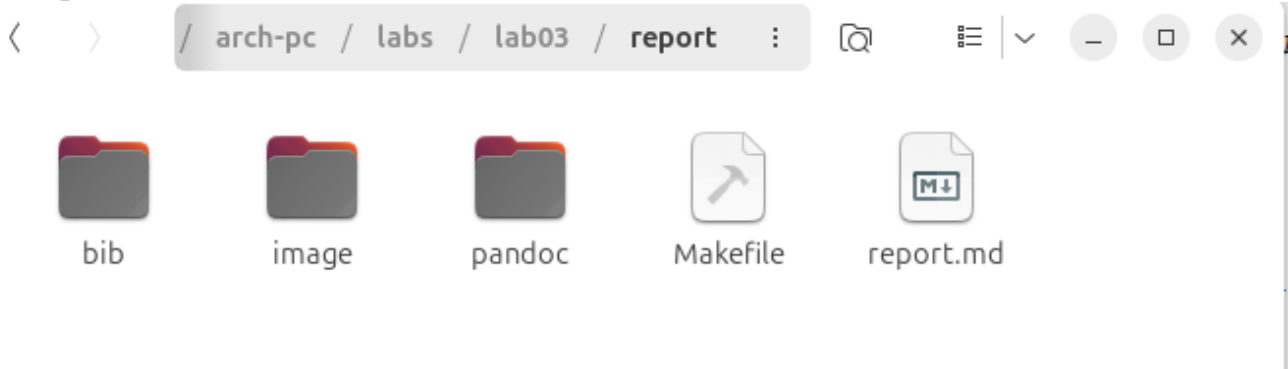 / arch-pc / labs / lab03 / report
bib image pandoc Makefile report.md